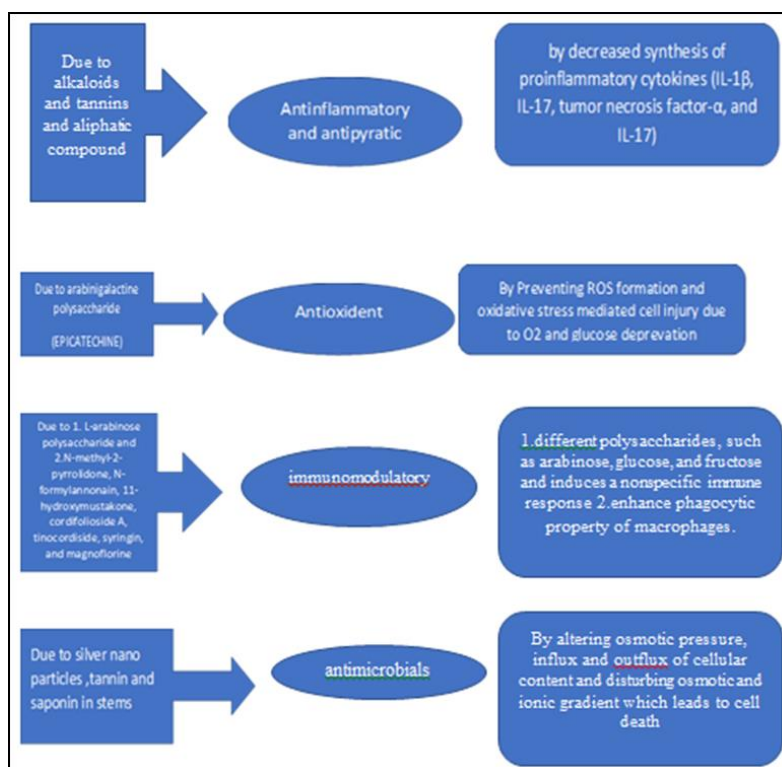 Due to
alkaloids
and tannins
and aliphatic
compound
Antinflammatory
and antipyratic
by decreased synthesis of
proinflammatory cytokines (IL-1β,
IL-17, tumor necrosis factor-α, and
IL-17)
Due to arabinigalactine
polysaccharide
(EPICATECHINE)
Antioxident
By Preventing ROS formation and
oxidative stress mediated cell injury due
to O2 and glucose deprevation
Due to 1. L-arabinose
polysaccharide and
2.N-methyl-2-
pyrrolidone, N-
formylannonain, 11-
hydroxymustakone,
cordifolioside A,
tinocordiside, syringin,
and magnoflorine
immunomodulatory
1.different polysaccharides, such
as arabinose, glucose, and fructose
and induces a nonspecific immune
response 2.enhance phagocytic
property of macrophages.
Due to silver nano
particles ,tannin and
saponin in stems
antimicrobials
By altering osmotic pressure,
influx and outflux of cellular
content and disturbing osmotic and
ionic gradient which leads to cell
death